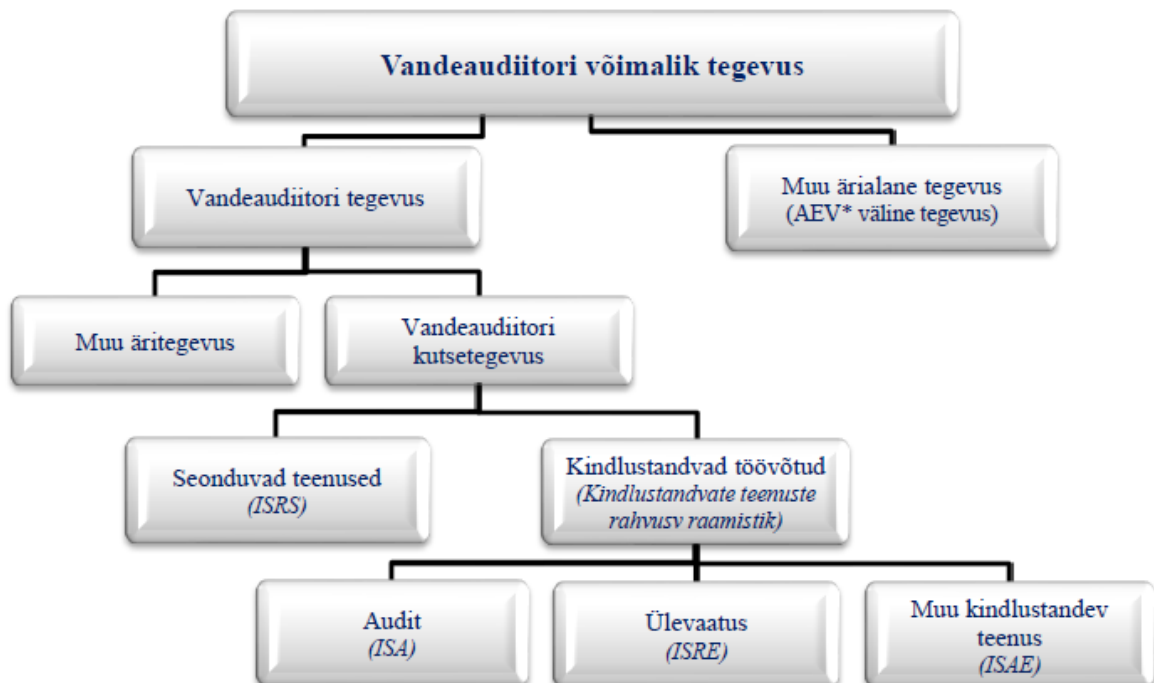 Vandeaudiitori võimalik tegevus
Vandeaudiitori tegevus
Muu ärialane tegevus
(AEV* väline tegevus)
Muu äritegevus
Vandeaudiitori
kutsetegevus
Seonduvad teenused
(ISRS)
Kindlustandvad töövõtud
(Kindlustandvate teenuste
rahvusv raamistik)
Audit
(ISA)
Ülevaatus
(ISRE)
Muu kindlustandev
teenus
(ISAE)